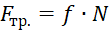 Fтр. = f · N